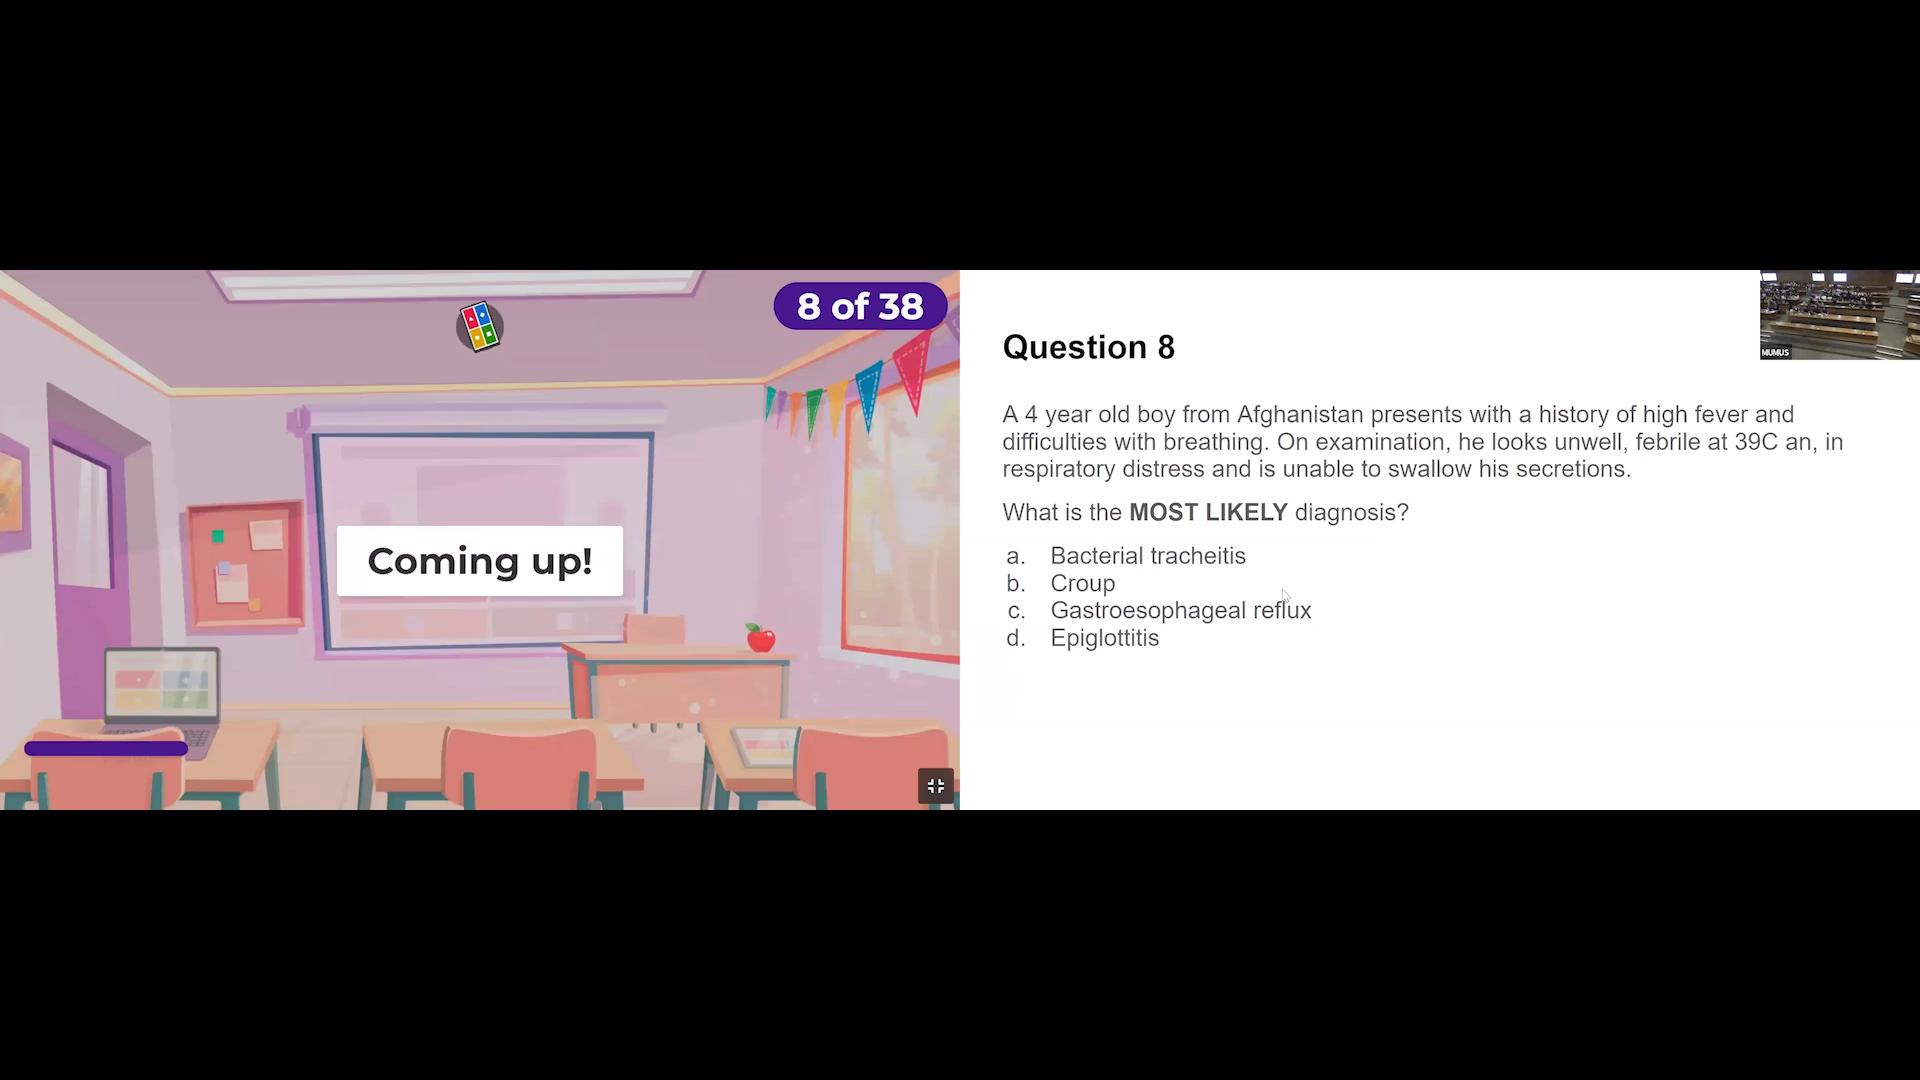 8 of 38
Coming up!
Question 8
MUMUS
A 4 year old boy from Afghanistan presents with a history of high fever and
difficulties with breathing. On examination, he looks unwell, febrile at 39C an, in
respiratory distress and is unable to swallow his secretions.
What is the MOST LIKELY diagnosis?
a. Bacterial tracheitis
b. Croup
c. Gastroesophageal reflux
d. Epiglottitis